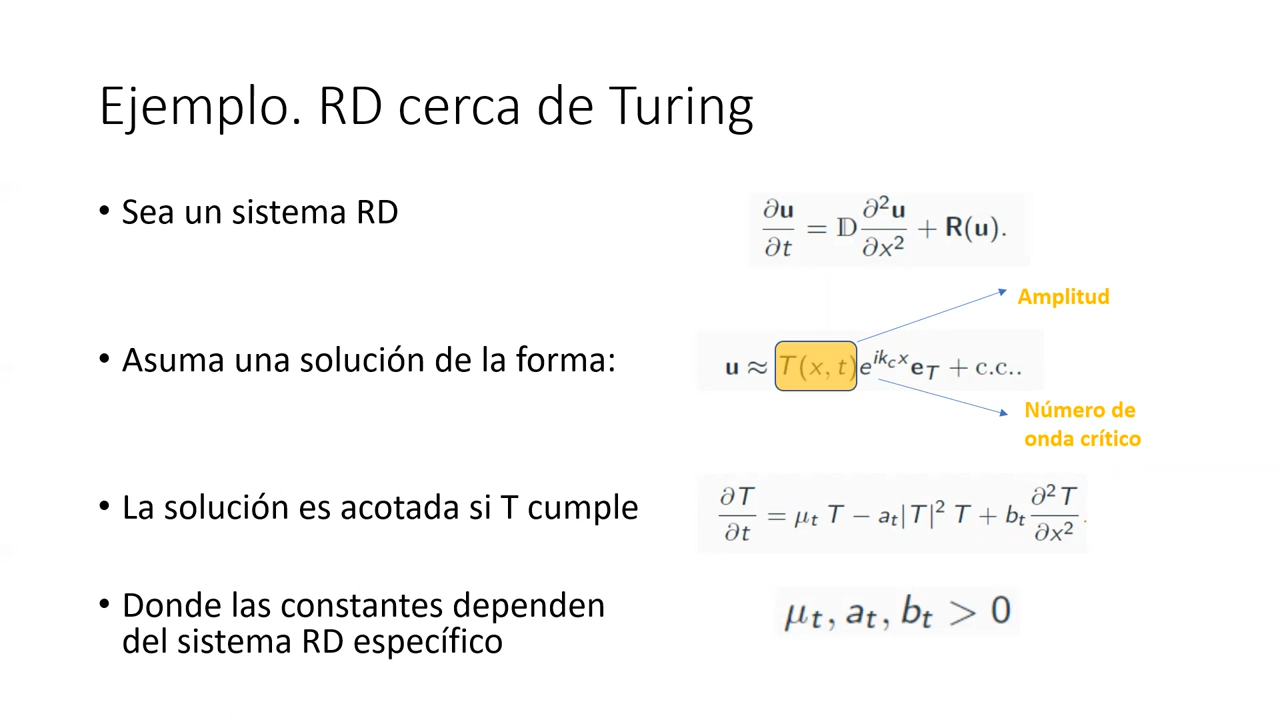 Ejemplo. RD cerca de Turing
• Sea un sistema RD
∂u/∂t = 𝔻 ∂²u/∂x² + R(u).
Amplitud
• Asuma una solución de la forma:
u ≈ T(x, t)e^{ik_c x} e_T + c.c..
Número de
onda crítico
• La solución es acotada si T cumple
∂T/∂t = μ_t T − a_t|T|² T + b_t ∂²T/∂x².
• Donde las constantes dependen
del sistema RD específico
μ_t, a_t, b_t > 0